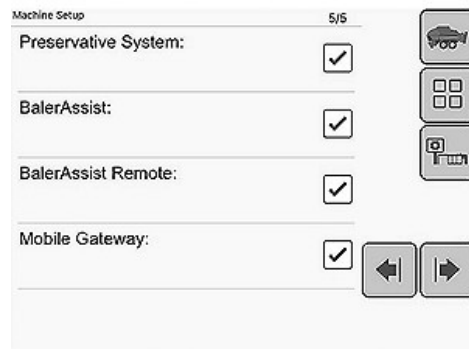 Machine Setup 5/5
Preservative System:
BalerAssist:
BalerAssist Remote:
Mobile Gateway: